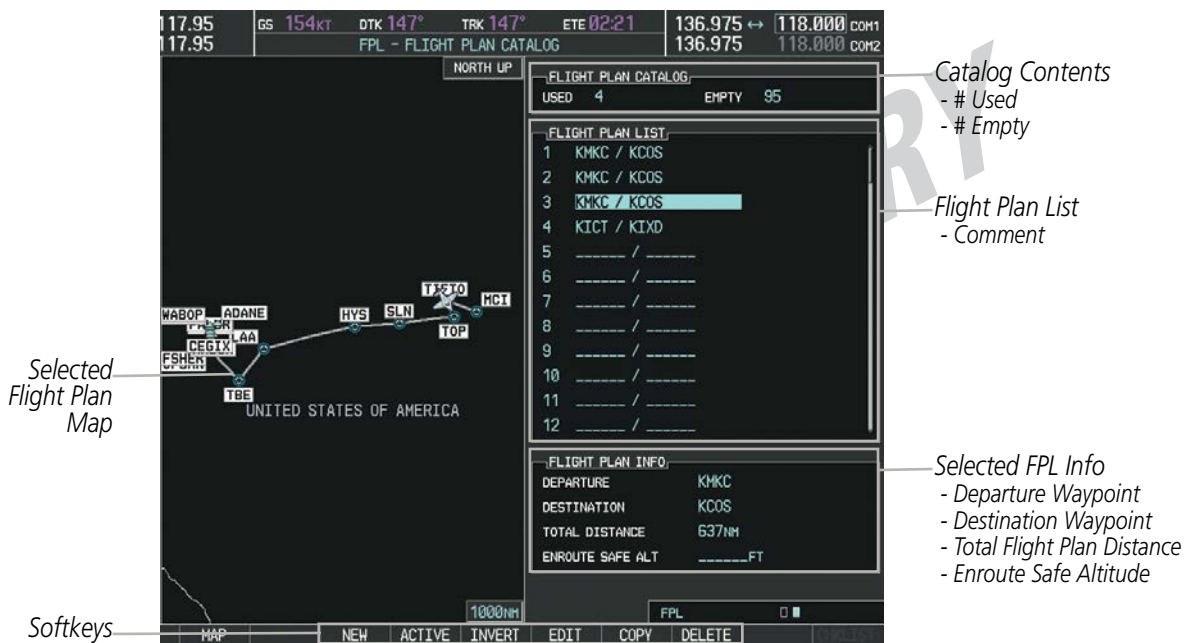 117.95 GS 154KT DTK 147° TRK 147° ETE 02:21 136.975 ↔ 118.000 COM1
117.95 FPL – FLIGHT PLAN CATALOG 136.975 118.000 COM2
NORTH UP
FLIGHT PLAN CATALOG
USED 4 EMPTY 95
FLIGHT PLAN LIST
1 KMKC / KCOS
2 KMKC / KCOS
3 KMKC / KCOS
4 KICT / KIXD
5 ______ / ______
6 ______ / ______
7 ______ / ______
8 ______ / ______
9 ______ / ______
10 ______ / ______
11 ______ / ______
12 ______ / ______
FLIGHT PLAN INFO
DEPARTURE KMKC
DESTINATION KCOS
TOTAL DISTANCE 637NM
ENROUTE SAFE ALT ______FT
WABOP ADANE HYS SLN MCI
TOP
CEGIX LAA
FSHER
TBE
UNITED STATES OF AMERICA
1000NM
FPL
MAP NEW ACTIVE INVERT EDIT COPY DELETE CHKLIST
Catalog Contents
- # Used
- # Empty
RY
Flight Plan List
- Comment
Selected
Flight Plan
Map
Selected FPL Info
- Departure Waypoint
- Destination Waypoint
- Total Flight Plan Distance
- Enroute Safe Altitude
Softkeys